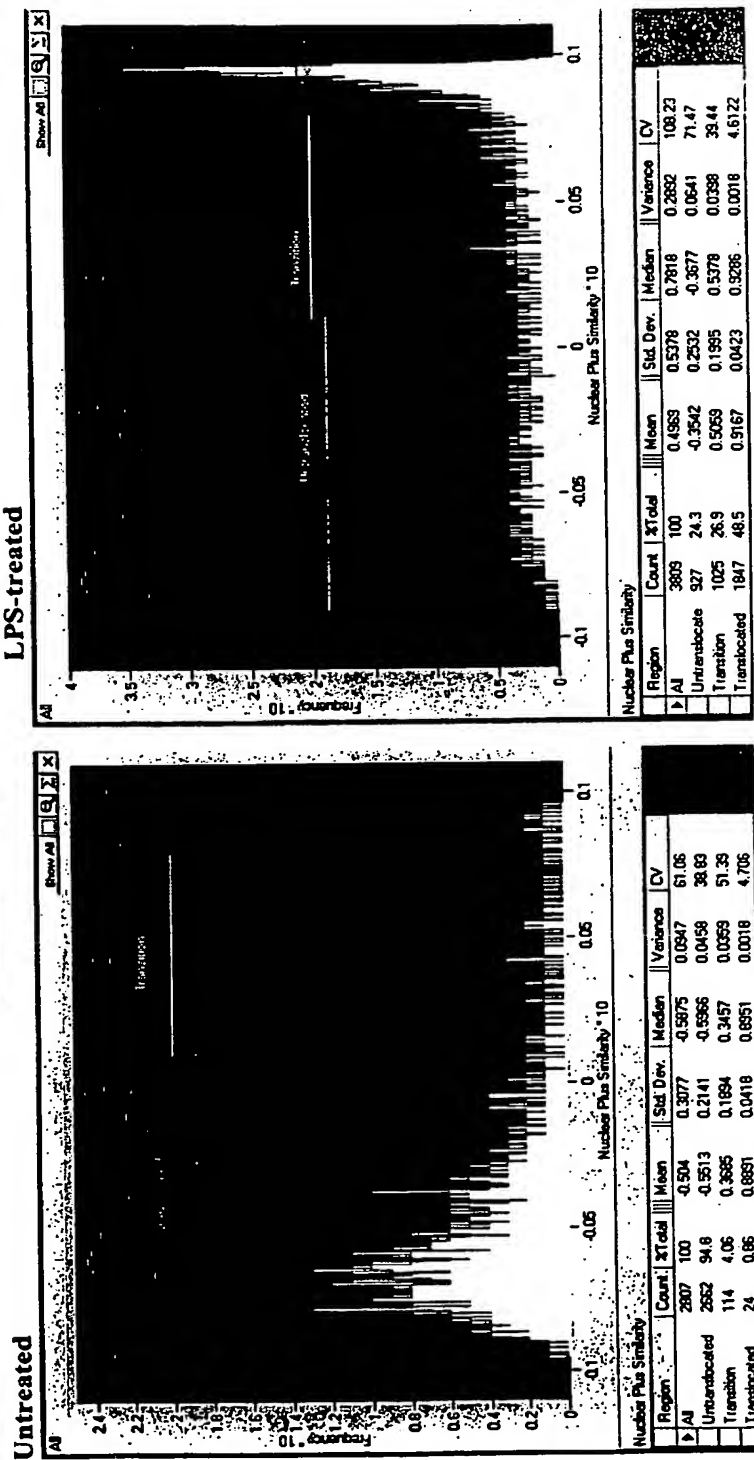 Untreated
All
Show All
2.4
2.2
2
1.8
1.6
1.4
1.2
1
0.8
0.6
0.4
0.2
0
Frequency *10
Transition
-0.1
-0.05
0
0.05
0.1
Nuclear Plus Similarity *10
Nuclear Plus Similarity
Region Count %Total Mean Std. Dev. Median Variance CV
All 2807 100 -0.504 0.3077 -0.5875 0.0947 61.06
Untranslocated 2662 94.8 -0.5513 0.2141 -0.5966 0.0458 38.83
Transition 114 4.06 0.3685 0.1894 0.3457 0.0359 51.39
Translocated 24 0.86 0.8891 0.0418 0.8951 0.0018 4.706
LPS-treated
All
Show All
4
3.5
3
2.5
2
1.5
1
0.5
0
Frequency *10
Transition
-0.1
-0.05
0
0.05
0.1
Nuclear Plus Similarity *10
Nuclear Plus Similarity
Region Count %Total Mean Std. Dev. Median Variance CV
All 3809 100 0.4969 0.5378 0.7818 0.2892 108.23
Untranslocate 927 24.3 -0.3542 0.2532 -0.3677 0.0641 71.47
Transition 1025 26.9 0.5059 0.1995 0.5378 0.0398 39.44
Translocated 1847 48.5 0.9167 0.0423 0.9286 0.0018 4.6122